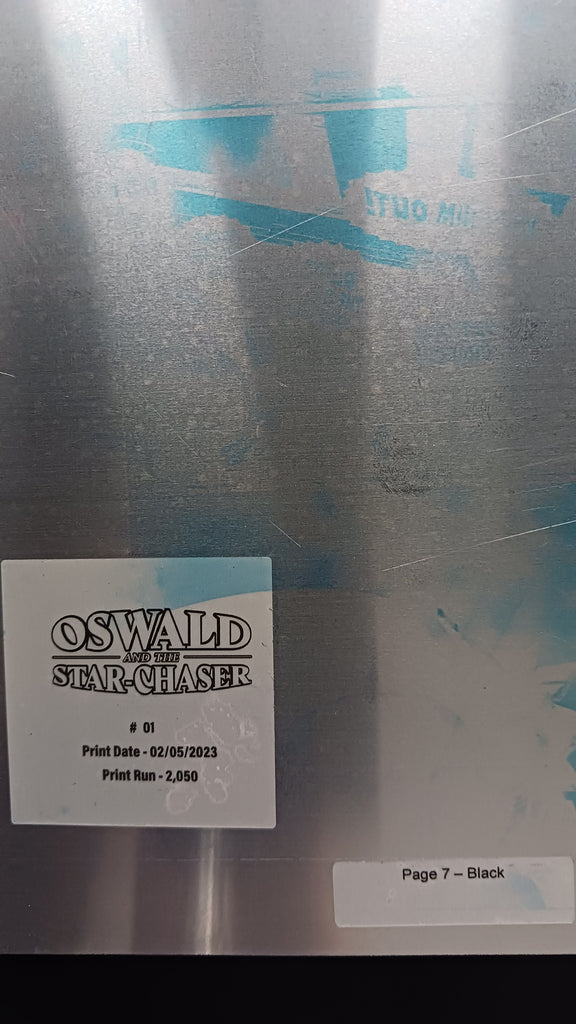 OSWALD
AND THE
STAR-CHASER
# 01
Print Date - 02/05/2023
Print Run - 2,050
Page 7 – Black